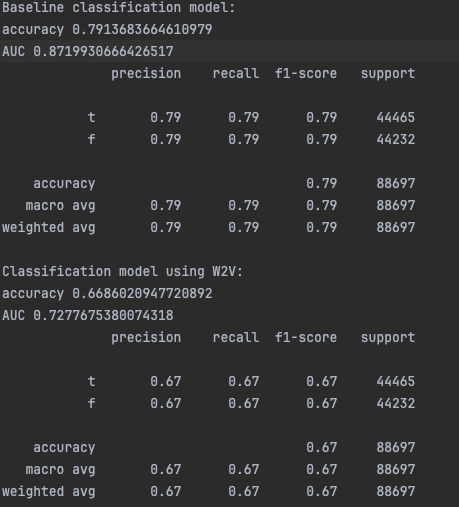 Baseline classification model:
accuracy 0.7913683664610979
AUC 0.8719930666426517
precision recall f1-score support
t 0.79 0.79 0.79 44465
f 0.79 0.79 0.79 44232
accuracy 0.79 88697
macro avg 0.79 0.79 0.79 88697
weighted avg 0.79 0.79 0.79 88697
Classification model using W2V:
accuracy 0.6686020947720892
AUC 0.7277675380074318
precision recall f1-score support
t 0.67 0.67 0.67 44465
f 0.67 0.67 0.67 44232
accuracy 0.67 88697
macro avg 0.67 0.67 0.67 88697
weighted avg 0.67 0.67 0.67 88697